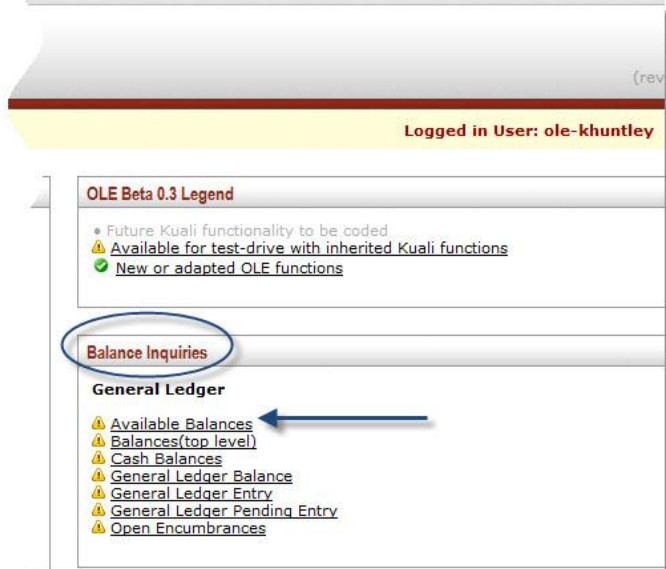 (rev
Logged in User: ole-khuntley
OLE Beta 0.3 Legend
• Future Kuali functionality to be coded
Available for test-drive with inherited Kuali functions
New or adapted OLE functions
Balance Inquiries
General Ledger
Available Balances
Balances(top level)
Cash Balances
General Ledger Balance
General Ledger Entry
General Ledger Pending Entry
Open Encumbrances